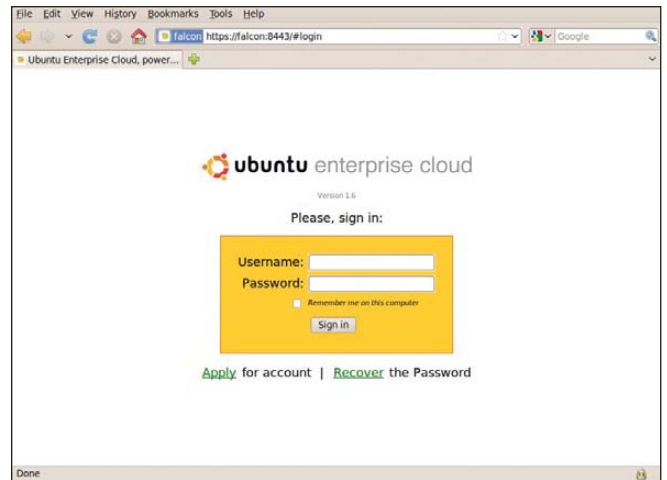 File Edit View History Bookmarks Tools Help
falcon https://falcon:8443/#login
Google
Ubuntu Enterprise Cloud, power...
ubuntu enterprise cloud
Version 1.6
Please, sign in:
Username:
Password:
Remember me on this computer
Sign in
Apply for account | Recover the Password
Done